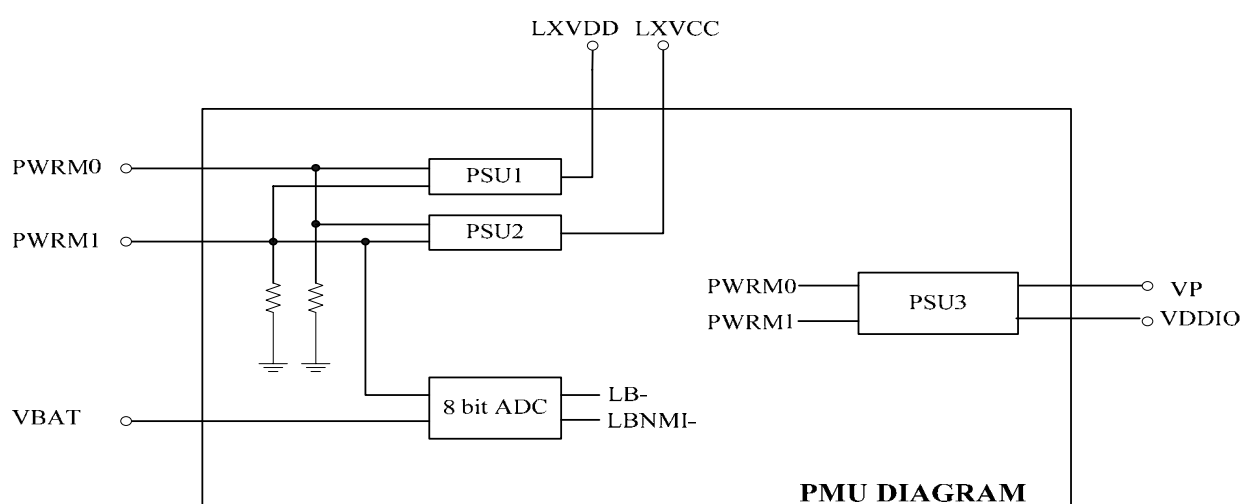 LXVDD LXVCC
PWRM0
PSU1
PWRM1
PSU2
PWRM0
PWRM1
PSU3
VP
VDDIO
VBAT
8 bit ADC
LB-
LBNMI-
PMU DIAGRAM